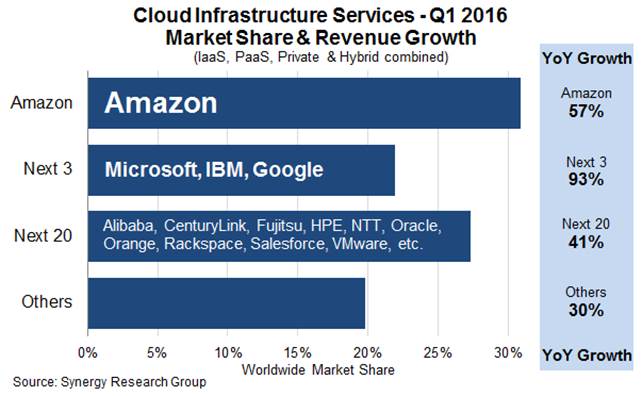 Cloud Infrastructure Services - Q1 2016
Market Share & Revenue Growth
(IaaS, PaaS, Private & Hybrid combined)
YoY Growth
Amazon
Amazon
Amazon
57%
Next 3
Microsoft, IBM, Google
Next 3
93%
Next 20
Alibaba, CenturyLink, Fujitsu, HPE, NTT, Oracle,
Orange, Rackspace, Salesforce, VMware, etc.
Next 20
41%
Others
Others
30%
0% 5% 10% 15% 20% 25% 30%
Worldwide Market Share
YoY Growth
Source: Synergy Research Group